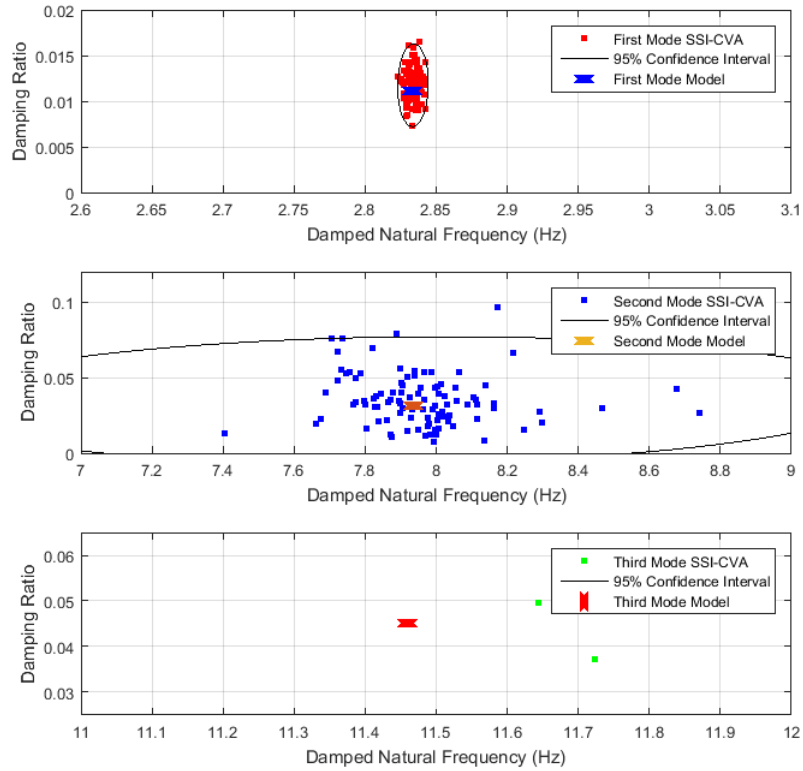 0.02
0.015
0.01
0.005
0
Damping Ratio
First Mode SSI-CVA
95% Confidence Interval
First Mode Model
2.6 2.65 2.7 2.75 2.8 2.85 2.9 2.95 3 3.05 3.1
Damped Natural Frequency (Hz)
0.1
0.05
0
Damping Ratio
Second Mode SSI-CVA
95% Confidence Interval
Second Mode Model
7 7.2 7.4 7.6 7.8 8 8.2 8.4 8.6 8.8 9
Damped Natural Frequency (Hz)
0.06
0.05
0.04
0.03
Damping Ratio
Third Mode SSI-CVA
95% Confidence Interval
Third Mode Model
11 11.1 11.2 11.3 11.4 11.5 11.6 11.7 11.8 11.9 12
Damped Natural Frequency (Hz)